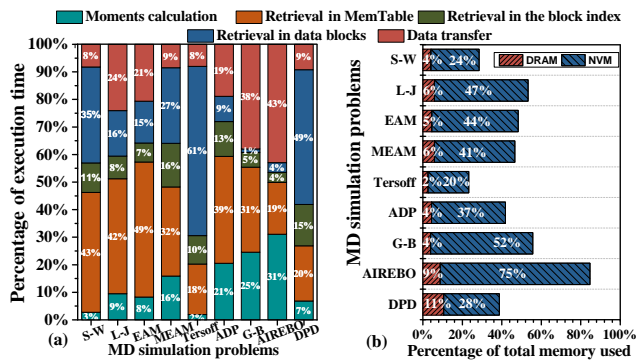 Moments calculation Retrieval in MemTable Retrieval in the block index
Retrieval in data blocks Data transfer
Percentage of execution time
100%
90%
80%
70%
60%
50%
40%
30%
20%
10%
0%
8% 24% 21% 9% 8% 19% 38% 43% 9%
35% 16% 15% 27% 61% 9% 1% 4% 49%
11% 8% 7% 16% 10% 13% 5% 4% 15%
43% 42% 49% 32% 18% 39% 31% 19% 20%
3% 9% 8% 16% 2% 21% 25% 31% 7%
S-W L-J EAM MEAM Tersoff ADP G-B AIREBO DPD
(a) MD simulation problems
MD simulation problems
DRAM NVM
S-W 4% 24%
L-J 6% 47%
EAM 5% 44%
MEAM 6% 41%
Tersoff 2% 20%
ADP 4% 37%
G-B 4% 52%
AIREBO 9% 75%
DPD 11% 28%
0% 20% 40% 60% 80% 100%
(b) Percentage of total memory used